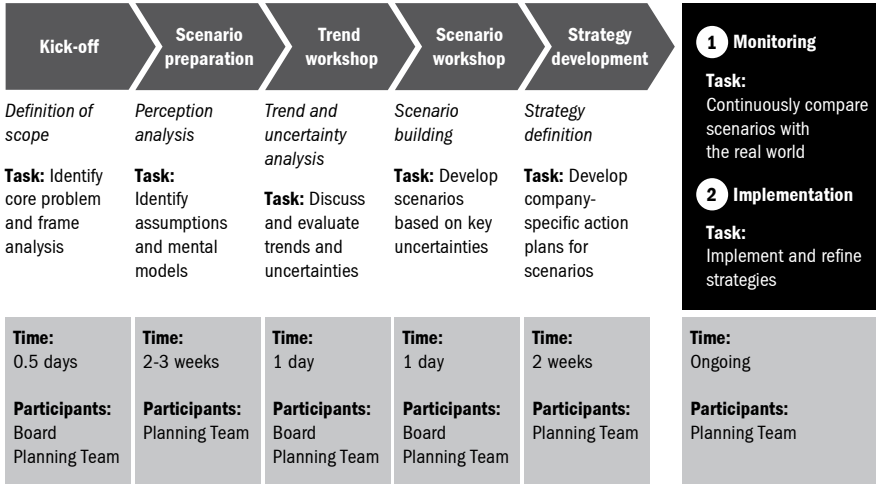 Kick-off
Scenario
preparation
Trend
workshop
Scenario
workshop
Strategy
development
Definition of
scope
Task: Identify
core problem
and frame
analysis
Perception
analysis
Task:
Identify
assumptions
and mental
models
Trend and
uncertainty
analysis
Task: Discuss
and evaluate
trends and
uncertainties
Scenario
building
Task: Develop
scenarios
based on key
uncertainties
Strategy
definition
Task: Develop
company-
specific action
plans for
scenarios
1 Monitoring
Task:
Continuously compare
scenarios with
the real world
2 Implementation
Task:
Implement and refine
strategies
Time:
0.5 days
Participants:
Board
Planning Team
Time:
2-3 weeks
Participants:
Planning Team
Time:
1 day
Participants:
Board
Planning Team
Time:
1 day
Participants:
Board
Planning Team
Time:
2 weeks
Participants:
Planning Team
Time:
Ongoing
Participants:
Planning Team